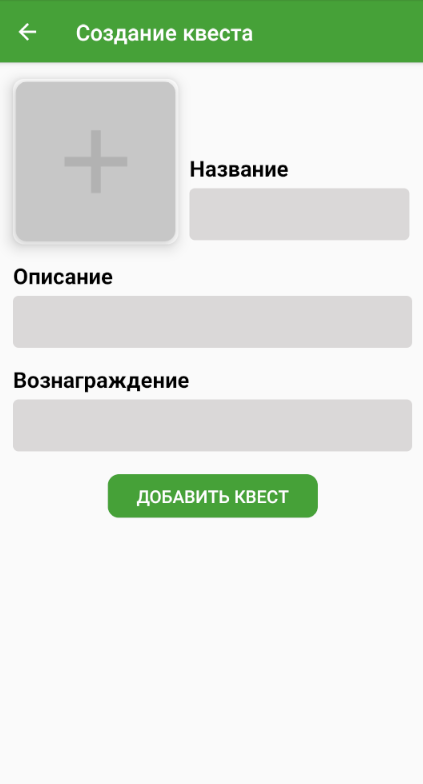 Создание квеста
Название
Описание
Вознаграждение
ДОБАВИТЬ КВЕСТ